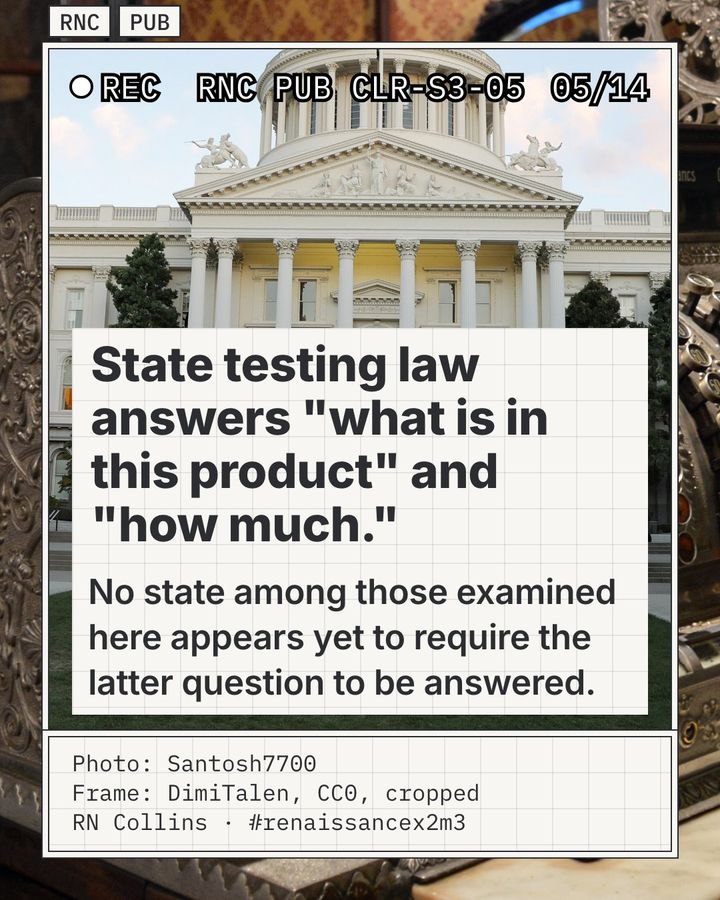 RNC PUB
REC RNC PUB CLR-S3-05 05/14
State testing law
answers "what is in
this product" and
"how much."
No state among those examined
here appears yet to require the
latter question to be answered.
Photo: Santosh7700
Frame: DimiTalen, CC0, cropped
RN Collins · #renaissancex2m3